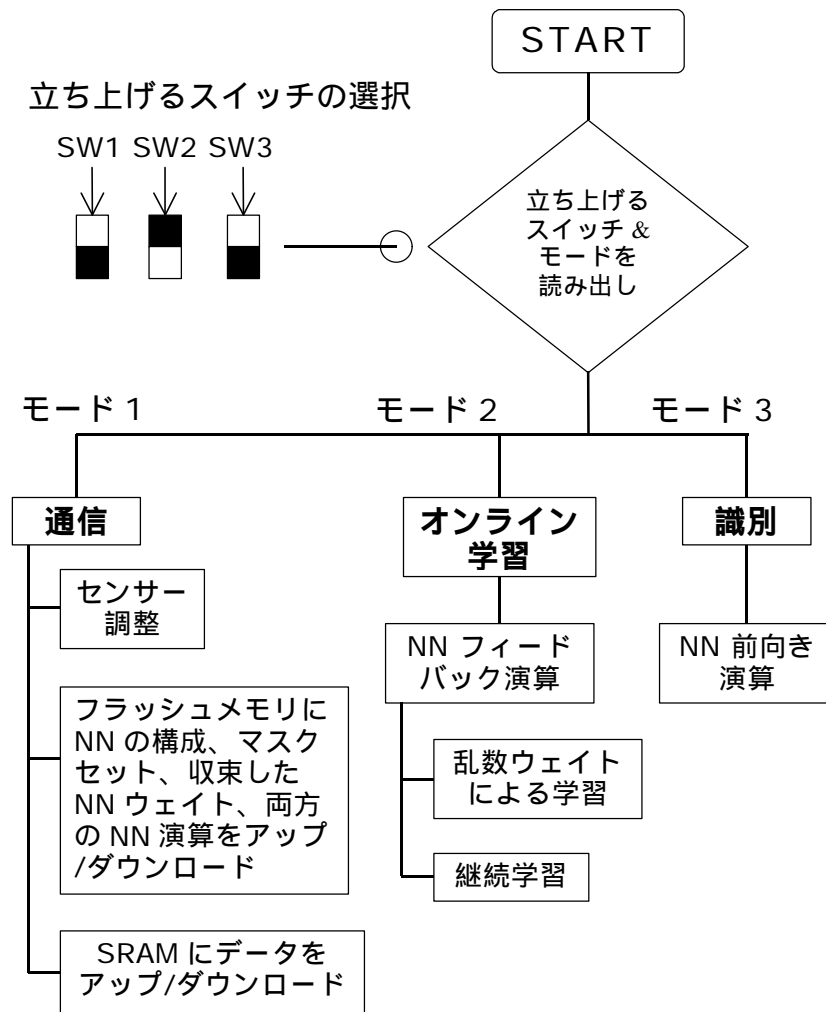 START
立ち上げるスイッチの選択
SW1 SW2 SW3
立ち上げる
スイッチ &
モードを
読み出し
モード 1
モード 2
モード 3
通信
オンライン
学習
識別
センサー
調整
NN フィード
バック演算
NN 前向き
演算
フラッシュメモリに
NN の構成、マスク
セット、収束した
NN ウェイト、両方
の NN 演算をアップ
/ダウンロード
乱数ウェイト
による学習
継続学習
SRAM にデータを
アップ/ダウンロード